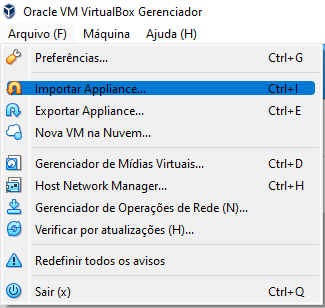 Oracle VM VirtualBox Gerenciador
Arquivo (F) Máquina Ajuda (H)
Preferências... Ctrl+G
Importar Appliance... Ctrl+I
Exportar Appliance... Ctrl+E
Nova VM na Nuvem...
Gerenciador de Mídias Virtuais... Ctrl+D
Host Network Manager... Ctrl+H
Gerenciador de Operações de Rede (N)...
Verificar por atualizações (H)...
Redefinir todos os avisos
Sair (x) Ctrl+Q